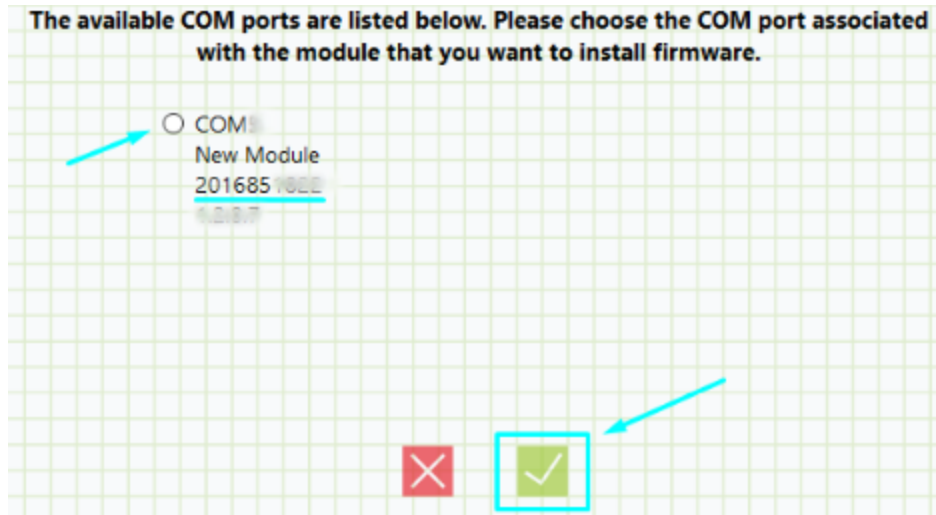 The available COM ports are listed below. Please choose the COM port associated
with the module that you want to install firmware.
COM
New Module
201685